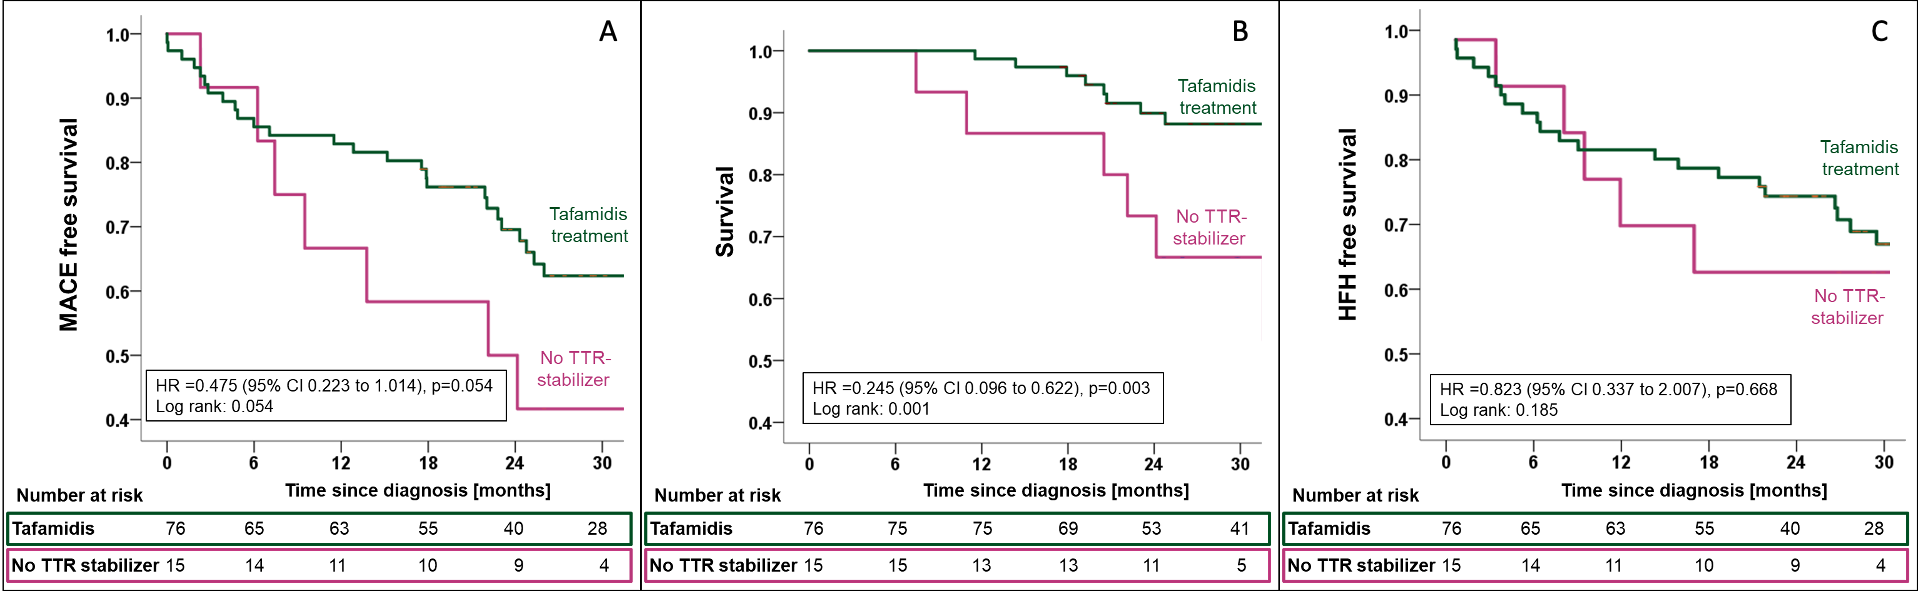 A
1.0
0.9
0.8
0.7
0.6
0.5
0.4
MACE free survival
Tafamidis
treatment
No TTR-
stabilizer
HR =0.475 (95% CI 0.223 to 1.014), p=0.054
Log rank: 0.054
0 6 12 18 24 30
Time since diagnosis [months]
Number at risk
Tafamidis 76 65 63 55 40 28
No TTR stabilizer 15 14 11 10 9 4
B
1.0
0.9
0.8
0.7
0.6
0.5
0.4
Survival
Tafamidis
treatment
No TTR-
stabilizer
HR =0.245 (95% CI 0.096 to 0.622), p=0.003
Log rank: 0.001
0 6 12 18 24 30
Time since diagnosis [months]
Number at risk
Tafamidis 76 75 75 69 53 41
No TTR stabilizer 15 15 13 13 11 5
C
1.0
0.9
0.8
0.7
0.6
0.5
0.4
HFH free survival
Tafamidis
treatment
No TTR-
stabilizer
HR =0.823 (95% CI 0.337 to 2.007), p=0.668
Log rank: 0.185
0 6 12 18 24 30
Time since diagnosis [months]
Number at risk
Tafamidis 76 65 63 55 40 28
No TTR stabilizer 15 14 11 10 9 4